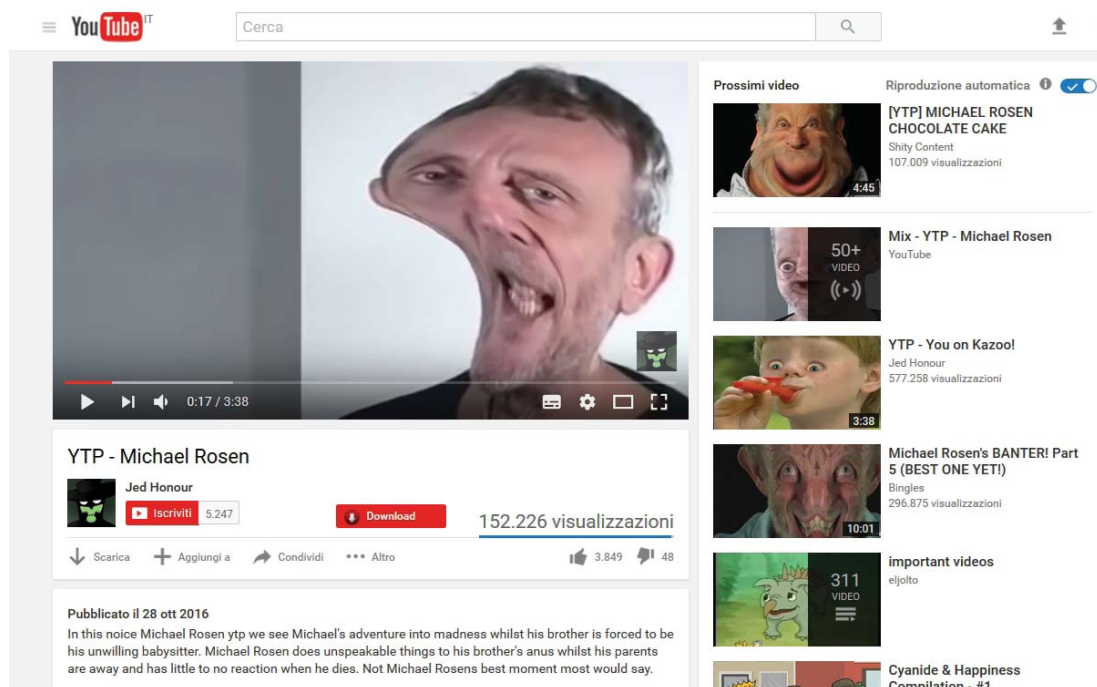 YouTube IT
Cerca
0:17 / 3:38
YTP - Michael Rosen
Jed Honour
Iscriviti 5.247
Download
152.226 visualizzazioni
Scarica Aggiungi a Condividi Altro 3.849 48
Pubblicato il 28 ott 2016
In this noice Michael Rosen ytp we see Michael's adventure into madness whilst his brother is forced to be
his unwilling babysitter. Michael Rosen does unspeakable things to his brother's anus whilst his parents
are away and has little to no reaction when he dies. Not Michael Rosens best moment most would say.
Prossimi video Riproduzione automatica
[YTP] MICHAEL ROSEN
CHOCOLATE CAKE
Shity Content
107.009 visualizzazioni
4:45
Mix - YTP - Michael Rosen
YouTube
50+
VIDEO
YTP - You on Kazoo!
Jed Honour
577.258 visualizzazioni
3:38
Michael Rosen's BANTER! Part
5 (BEST ONE YET!)
Bingles
296.875 visualizzazioni
10:01
important videos
eljolto
311
VIDEO
Cyanide & Happiness
Compilation - #1